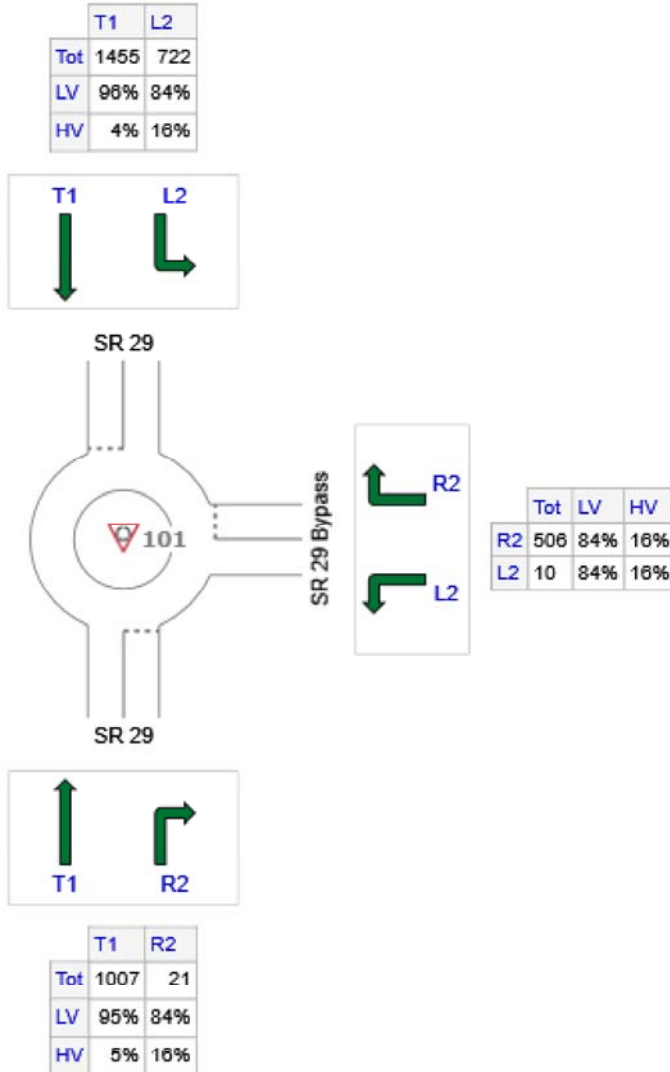 T1 L2
Tot 1455 722
LV 96% 84%
HV 4% 16%
T1 L2
SR 29
101
SR 29 Bypass
R2
L2
Tot LV HV
R2 506 84% 16%
L2 10 84% 16%
SR 29
T1 R2
T1 R2
Tot 1007 21
LV 95% 84%
HV 5% 16%